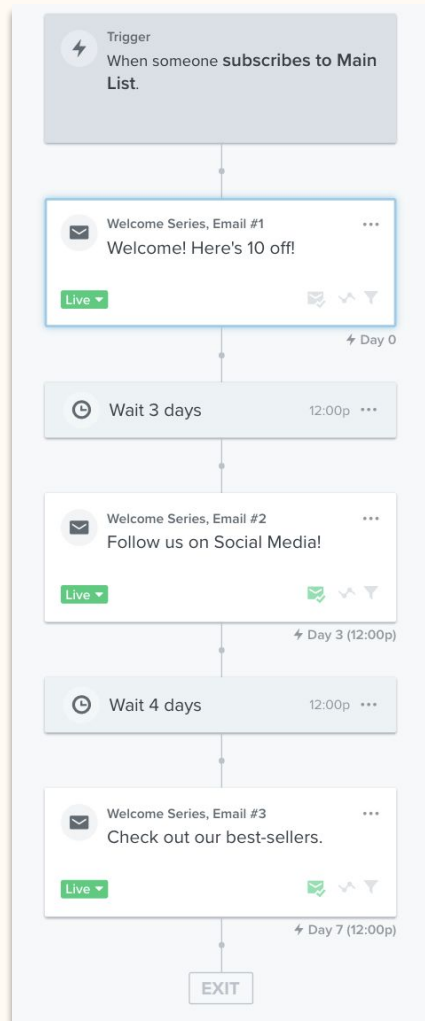 Trigger
When someone subscribes to Main
List.
Welcome Series, Email #1
Welcome! Here's 10 off!
Live
Day 0
Wait 3 days
12:00p
Welcome Series, Email #2
Follow us on Social Media!
Live
Day 3 (12:00p)
Wait 4 days
12:00p
Welcome Series, Email #3
Check out our best-sellers.
Live
Day 7 (12:00p)
EXIT